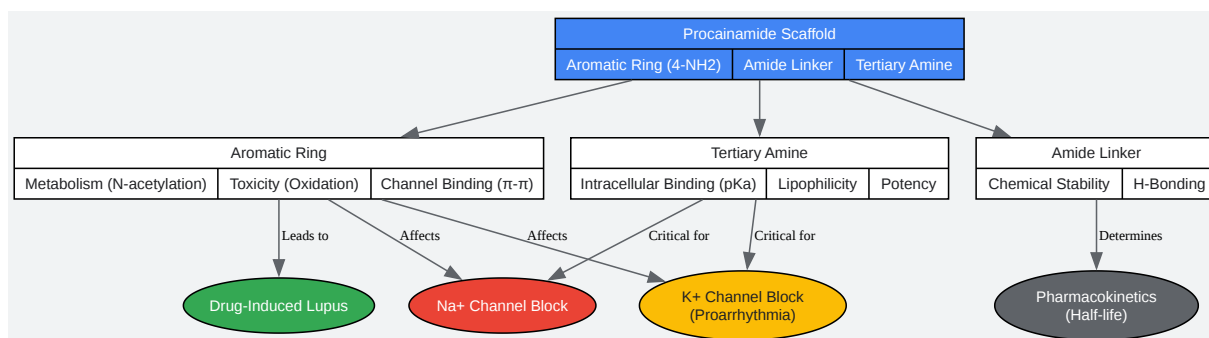 Procainamide Scaffold
Aromatic Ring (4-NH2) Amide Linker Tertiary Amine
Aromatic Ring Tertiary Amine Amide Linker
Metabolism (N-acetylation) Toxicity (Oxidation) Channel Binding (π-π) Intracellular Binding (pKa) Lipophilicity Potency Chemical Stability H-Bonding
Leads to Affects Affects Critical for Critical for Determines
Drug-Induced Lupus Na+ Channel Block
K+ Channel Block
(Proarrhythmia)
Pharmacokinetics
(Half-life)